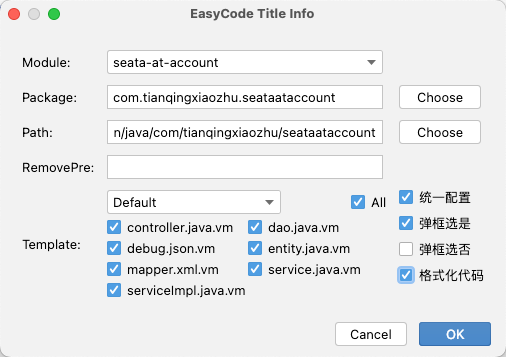 EasyCode Title Info
Module: seata-at-account
Package: com.tianqingxiaozhu.seataataccount Choose
Path: n/java/com/tianqingxiaozhu/seataataccount Choose
RemovePre:
Default All 统一配置
controller.java.vm dao.java.vm 弹框选是
Template: debug.json.vm entity.java.vm 弹框选否
mapper.xml.vm service.java.vm 格式化代码
serviceImpl.java.vm
Cancel OK